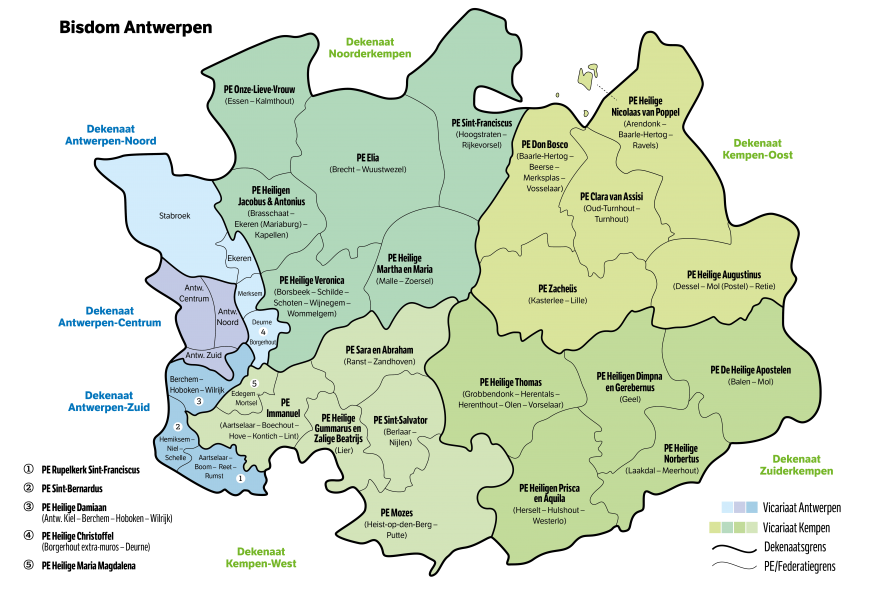 Bisdom Antwerpen
Dekenaat
Noorderkempen
PE Onze-Lieve-Vrouw
(Essen – Kalmthout)
PE Heilige
Nicolaas van Poppel
(Arendonk –
Baarle-Hertog –
Ravels)
PE Sint-Franciscus
(Hoogstraten –
Rijkevorsel)
Dekenaat
Antwerpen-Noord
PE Elia
(Brecht – Wuustwezel)
PE Don Bosco
(Baarle-Hertog –
Beerse –
Merksplas –
Vosselaar)
Dekenaat
Kempen-Oost
PE Heiligen
Jacobus & Antonius
(Brasschaat –
Ekeren (Mariaburg) –
Kapellen)
PE Clara van Assisi
(Oud-Turnhout –
Turnhout)
Stabroek
Ekeren
PE Heilige
Martha en Maria
(Malle – Zoersel)
PE Heilige Veronica
(Borsbeek – Schilde –
Schoten – Wijnegem –
Wommelgem)
PE Zacheüs
(Kasterlee – Lille)
PE Heilige Augustinus
(Dessel – Mol (Postel) – Retie)
Antw.
Centrum
Merksem
Dekenaat
Antwerpen-Centrum
Antw.
Noord
Deurne
4
Borgerhout
Antw. Zuid
PE Sara en Abraham
(Ranst – Zandhoven)
PE Heilige Thomas
(Grobbendonk – Herentals –
Herenthout – Olen – Vorselaar)
PE Heiligen Dimpna
en Gerebernus
(Geel)
PE De Heilige Apostelen
(Balen – Mol)
Dekenaat
Antwerpen-Zuid
Berchem –
Hoboken – Wilrijk
3
5
Edegem –
Mortsel
PE
Immanuel
(Aartselaar – Boechout –
Hove – Kontich – Lint)
PE Heilige
Gummarus en
Zalige Beatrijs
(Lier)
PE Sint-Salvator
(Berlaar –
Nijlen)
2
Hemiksem –
Niel –
Schelle
Aartselaar –
Boom – Reet –
Rumst
1
PE Heilige
Norbertus
(Laakdal – Meerhout)
Dekenaat
Zuiderkempen
PE Heiligen Prisca
en Aquila
(Herselt – Hulshout –
Westerlo)
PE Mozes
(Heist-op-den-Berg –
Putte)
Dekenaat
Kempen-West
1 PE Rupelkerk Sint-Franciscus
2 PE Sint-Bernardus
3 PE Heilige Damiaan
(Antw. Kiel – Berchem – Hoboken – Wilrijk)
4 PE Heilige Christoffel
(Borgerhout extra-muros – Deurne)
5 PE Heilige Maria Magdalena
Vicariaat Antwerpen
Vicariaat Kempen
Dekenaatsgrens
PE/Federatiegrens